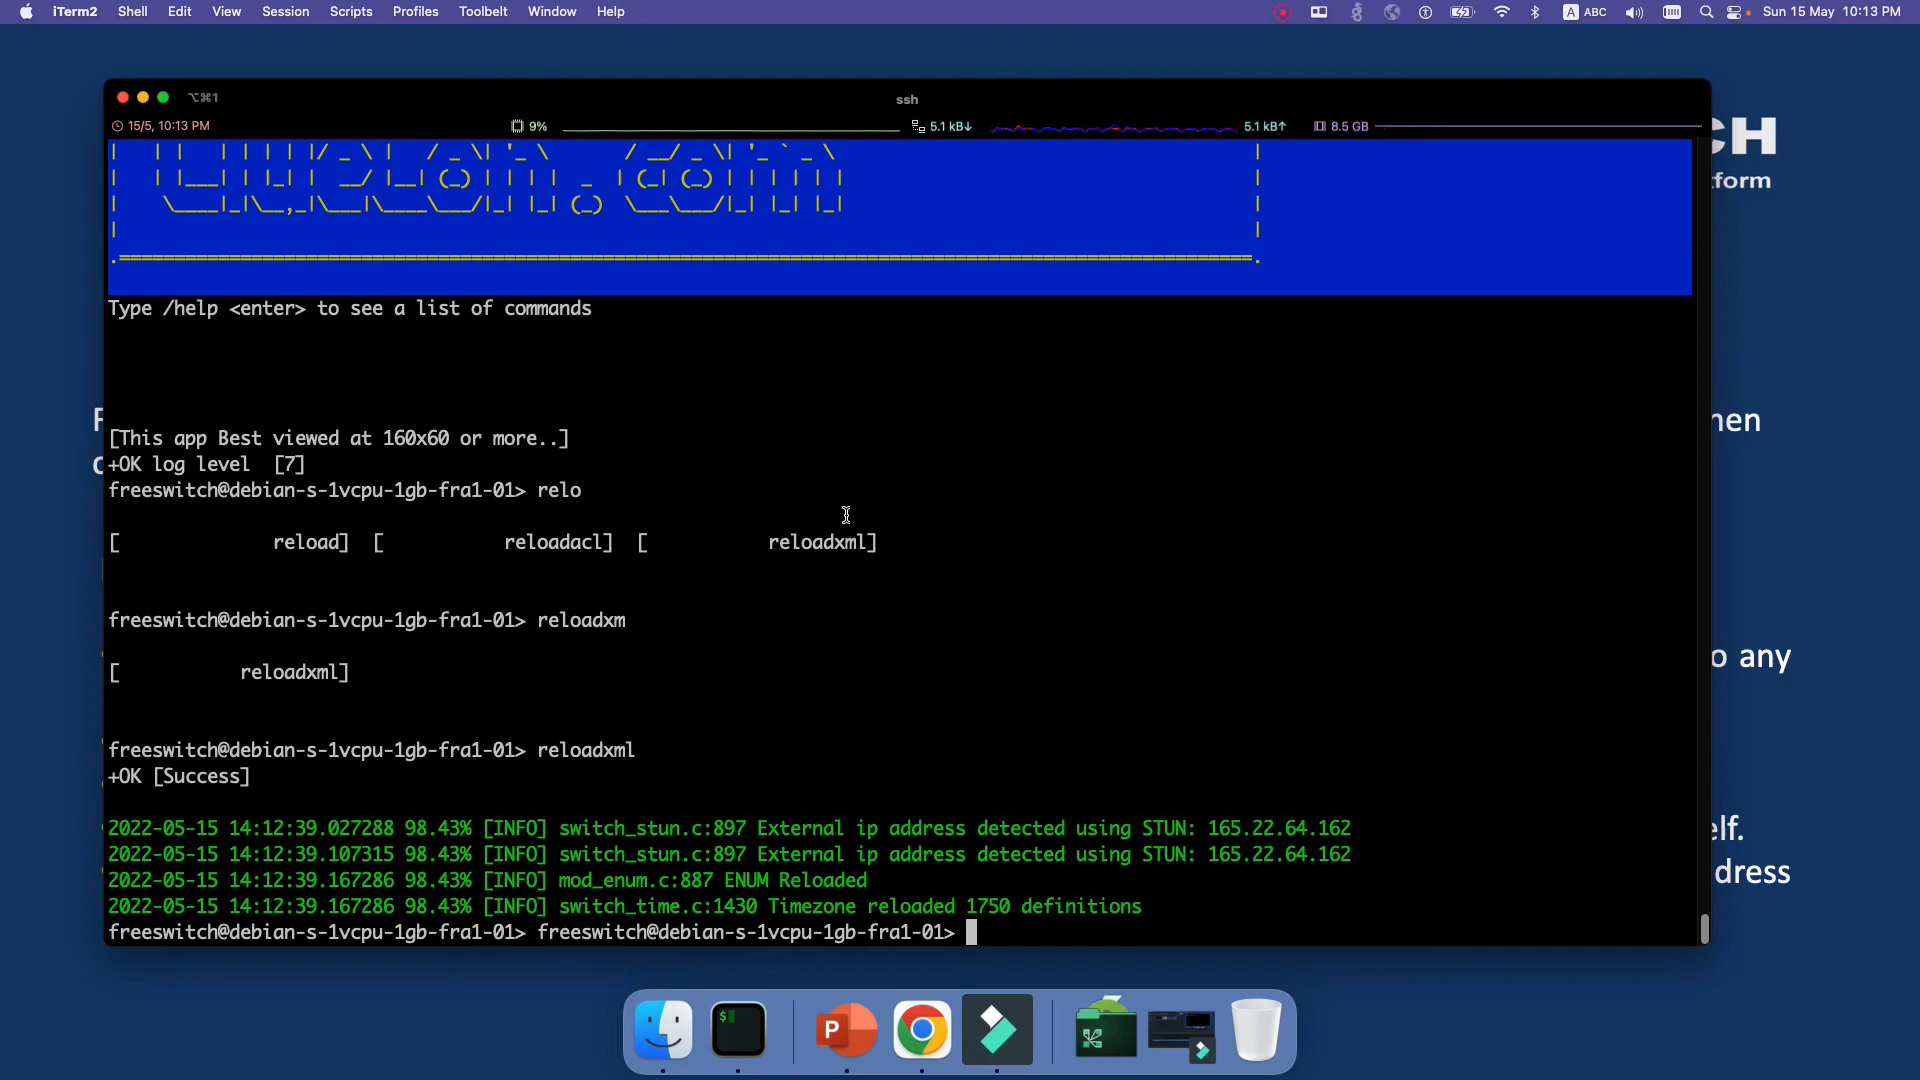 iTerm2 Shell Edit View Session Scripts Profiles Toolbelt Window Help A ABC Sun 15 May 10:13 PM
⌥⌘1 ssh
15/5, 10:13 PM 9% 5.1 kB↓ 5.1 kB↑ 8.5 GB
CH
tform
Type /help <enter> to see a list of commands
hen
[This app Best viewed at 160x60 or more..]
+OK log level  [7]
freeswitch@debian-s-1vcpu-1gb-fra1-01> relo
[ reload] [ reloadacl] [ reloadxml]
freeswitch@debian-s-1vcpu-1gb-fra1-01> reloadxm
o any
[ reloadxml]
freeswitch@debian-s-1vcpu-1gb-fra1-01> reloadxml
+OK [Success]
2022-05-15 14:12:39.027288 98.43% [INFO] switch_stun.c:897 External ip address detected using STUN: 165.22.64.162
elf.
2022-05-15 14:12:39.107315 98.43% [INFO] switch_stun.c:897 External ip address detected using STUN: 165.22.64.162
dress
2022-05-15 14:12:39.167286 98.43% [INFO] mod_enum.c:887 ENUM Reloaded
2022-05-15 14:12:39.167286 98.43% [INFO] switch_time.c:1430 Timezone reloaded 1750 definitions
freeswitch@debian-s-1vcpu-1gb-fra1-01> freeswitch@debian-s-1vcpu-1gb-fra1-01>